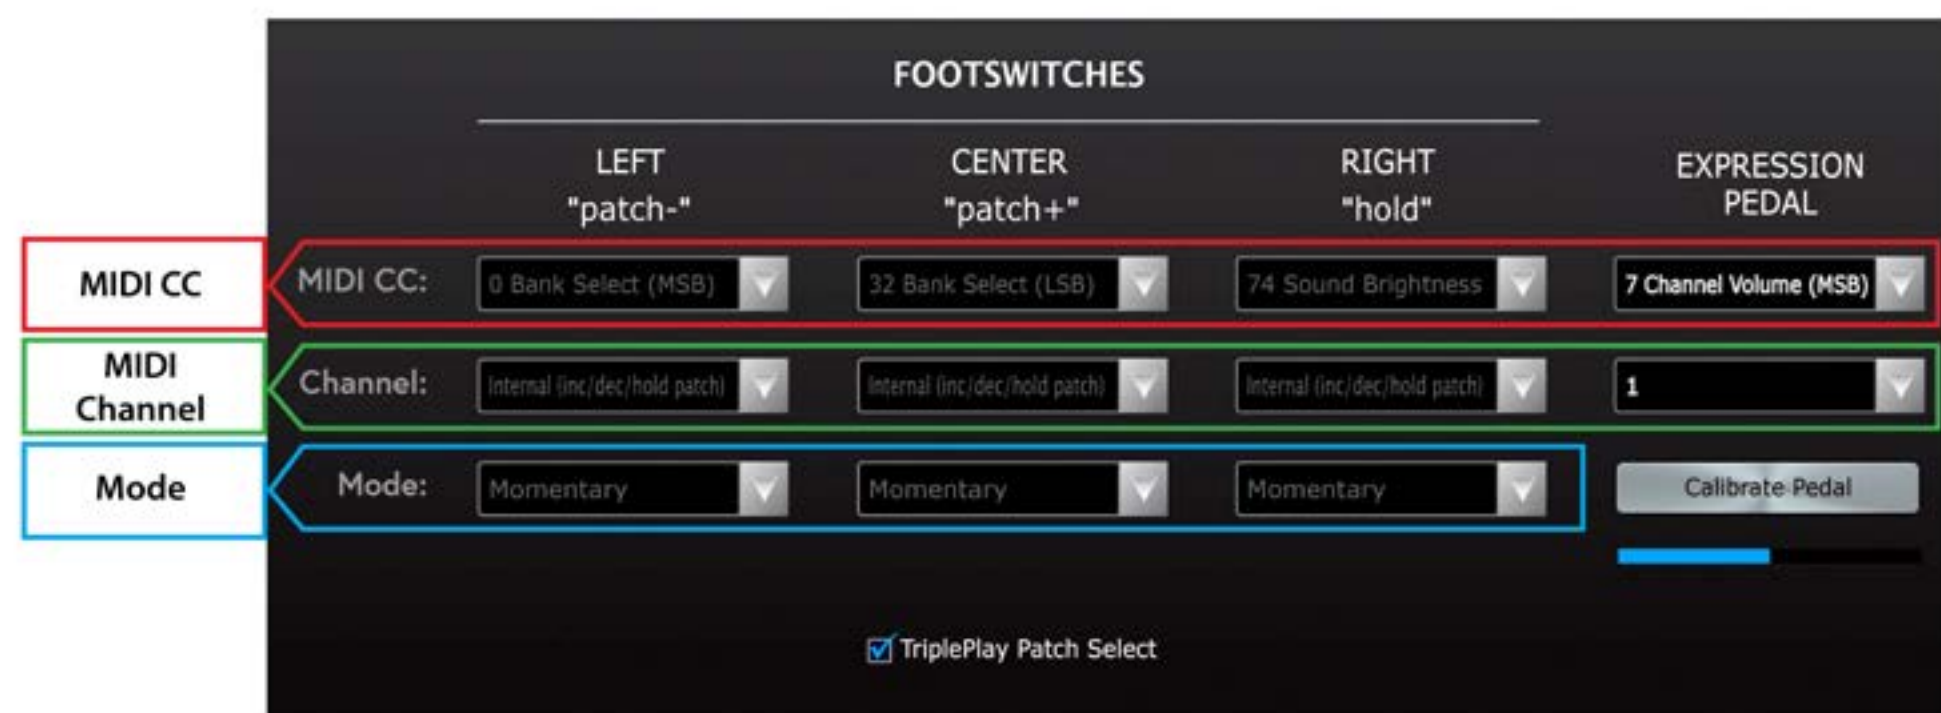 FOOTSWITCHES
LEFT
"patch-"
CENTER
"patch+"
RIGHT
"hold"
EXPRESSION
PEDAL
MIDI CC
MIDI CC:
0 Bank Select (MSB)
32 Bank Select (LSB)
74 Sound Brightness
7 Channel Volume (MSB)
MIDI
Channel
Channel:
Internal (inc/dec/hold patch)
Internal (inc/dec/hold patch)
Internal (inc/dec/hold patch)
1
Mode
Mode:
Momentary
Momentary
Momentary
Calibrate Pedal
TriplePlay Patch Select